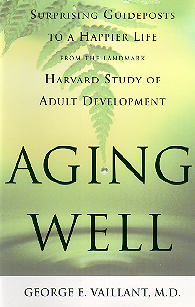 SURPRISING GUIDEPOSTS
TO A HAPPIER LIFE
FROM THE LANDMARK
HARVARD STUDY OF
ADULT DEVELOPMENT
AGING
WELL
GEORGE E. VAILLANT, M.D.